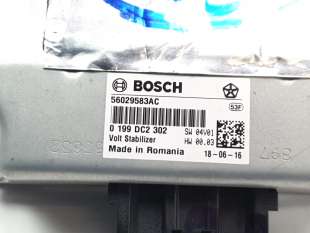 BOSCH
56029583AC
53F
0 199 DC2 302
SW 04V01
Volt Stabilizer
HW 00.03
Made in Romania
18-06-16